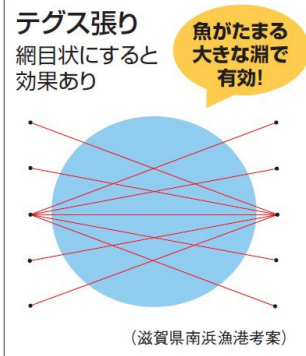 テグス張り
網目状にすると
効果あり
魚がたまる
大きな淵で
有効!
(滋賀県南浜漁港考案)